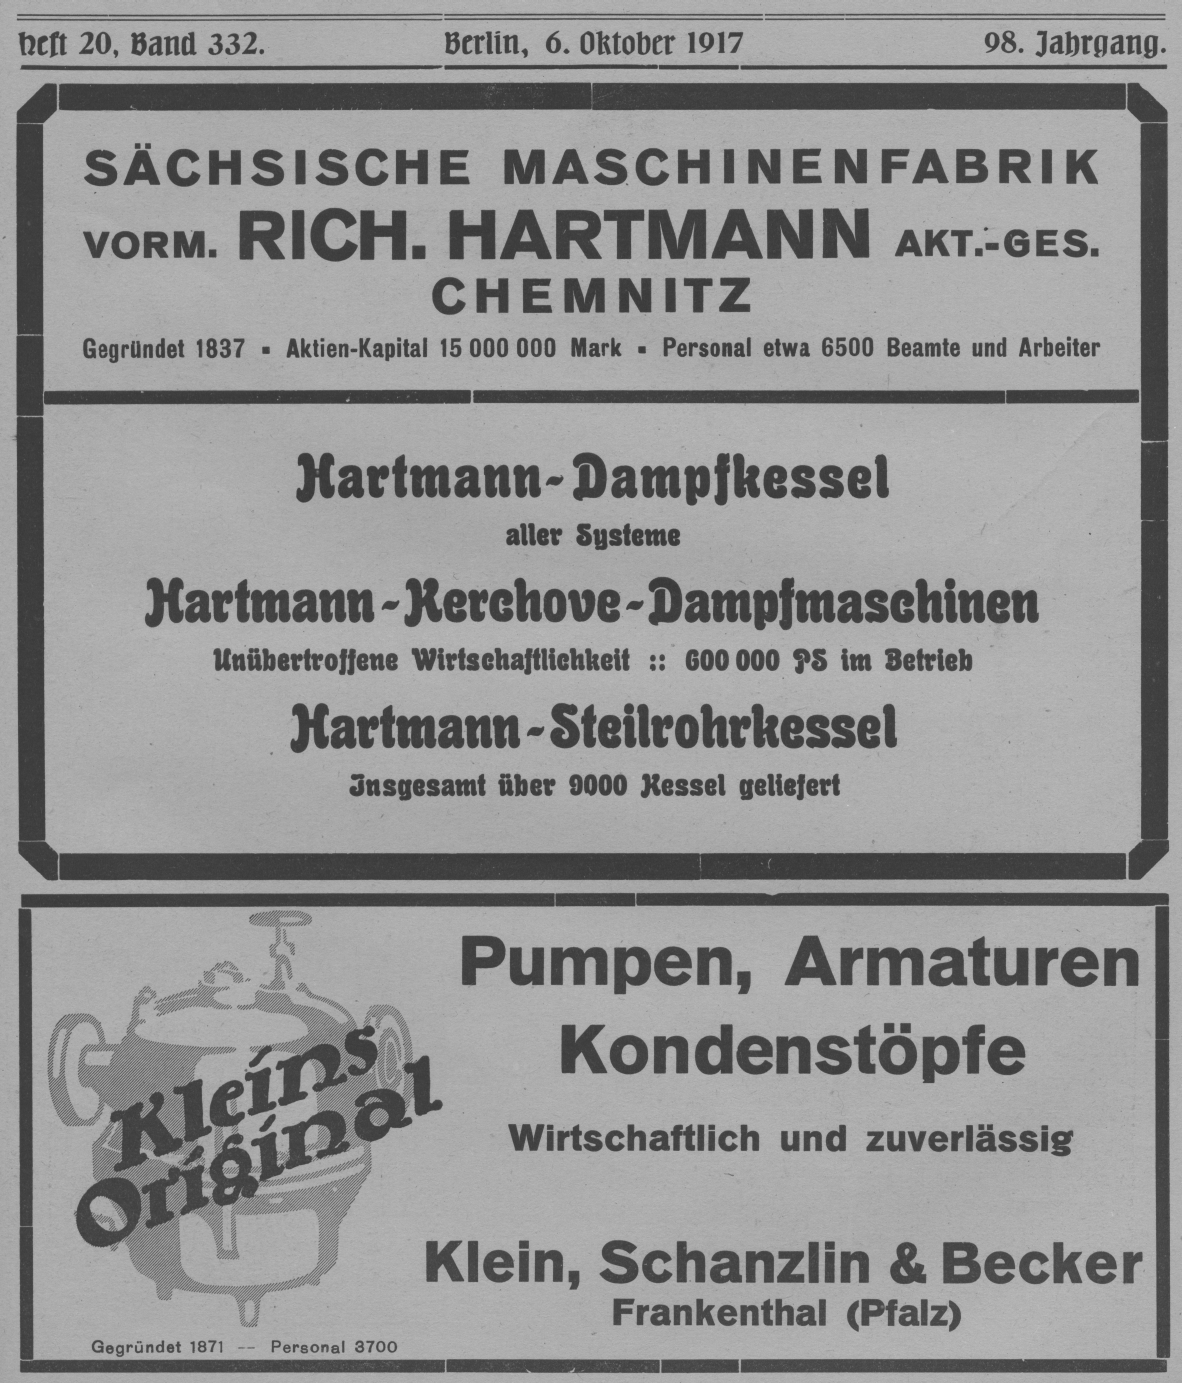 Heft 20, Band 332. Berlin, 6. Oktober 1917 98. Jahrgang.
SÄCHSISCHE MASCHINENFABRIK
VORM. RICH. HARTMANN AKT.-GES.
CHEMNITZ
Gegründet 1837 ▪ Aktien-Kapital 15 000 000 Mark ▪ Personal etwa 6500 Beamte und Arbeiter
Hartmann-Dampfkessel
aller Systeme
Hartmann-Kerchove-Dampfmaschinen
Unübertroffene Wirtschaftlichkeit :: 600 000 PS im Betrieb
Hartmann-Steilrohrkessel
Insgesamt über 9000 Kessel geliefert
Pumpen, Armaturen
Kondenstöpfe
Wirtschaftlich und zuverlässig
Kleins
Original
Klein, Schanzlin & Becker
Frankenthal (Pfalz)
Gegründet 1871 -- Personal 3700